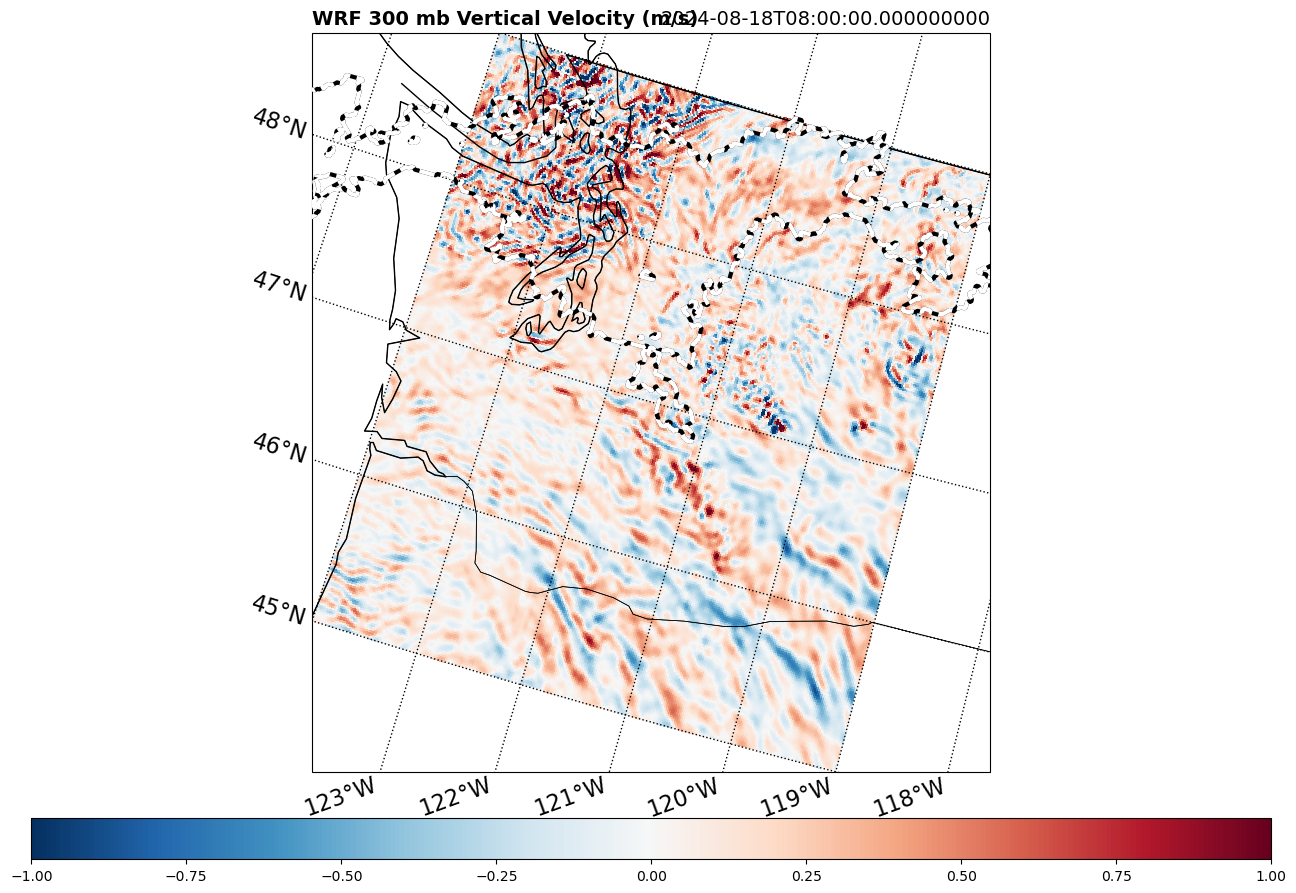 WRF 300 mb Vertical Velocity (m/s) 2024-08-18T08:00:00.000000000
48°N
47°N
46°N
45°N
123°W 122°W 121°W 120°W 119°W 118°W
−1.00 −0.75 −0.50 −0.25 0.00 0.25 0.50 0.75 1.00